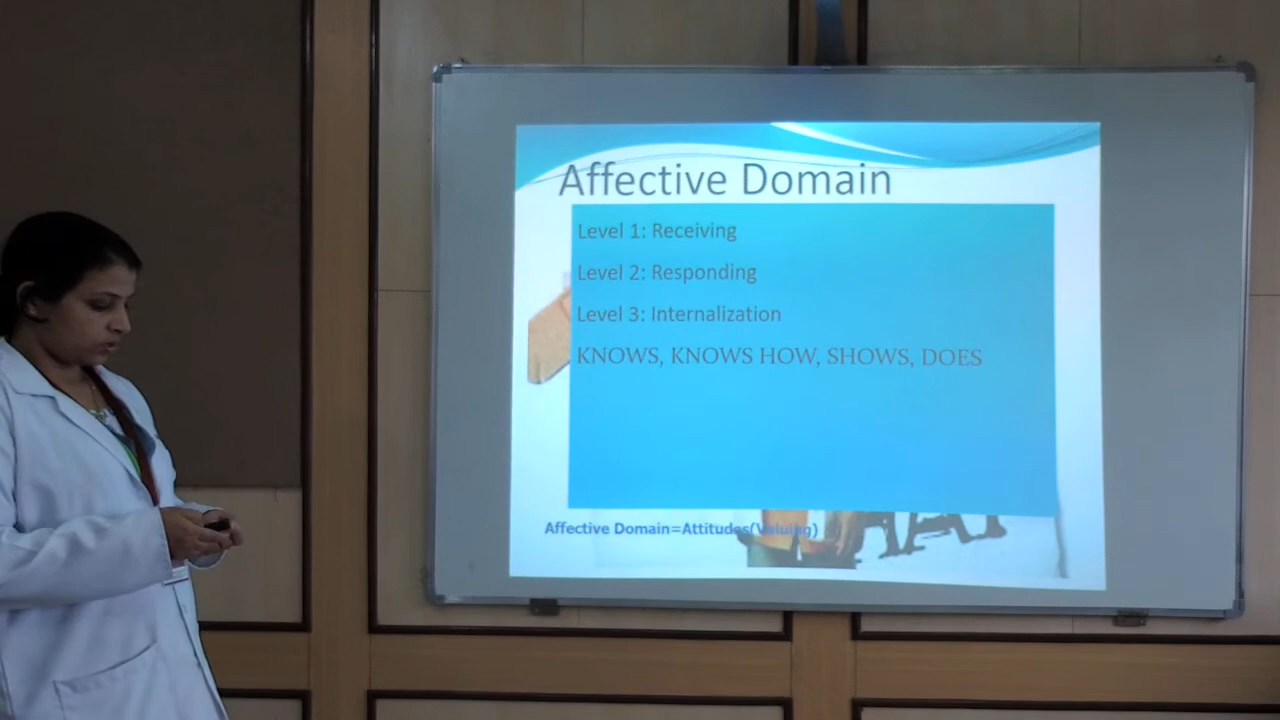 Affective Domain
Level 1: Receiving
Level 2: Responding
Level 3: Internalization
KNOWS, KNOWS HOW, SHOWS, DOES
Affective Domain=Attitudes(Valuing)